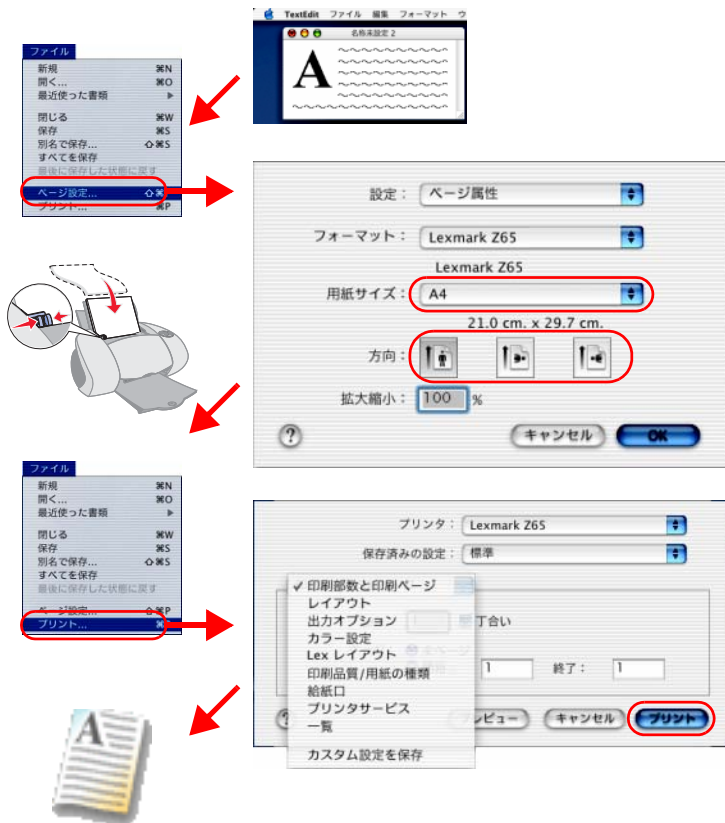 TextEdit ファイル 編集 フォーマット ウ
名称未設定 2
A
ファイル
新規 ⌘N
開く... ⌘O
最近使った書類 ▶
閉じる ⌘W
保存 ⌘S
別名で保存... ⇧⌘S
すべてを保存
最後に保存した状態に戻す
ページ設定... ⇧⌘
プリント... ⌘P
設定： ページ属性
フォーマット： Lexmark Z65
Lexmark Z65
用紙サイズ： A4
21.0 cm. x 29.7 cm.
方向：
拡大縮小： 100 %
? キャンセル OK
ファイル
新規 ⌘N
開く... ⌘O
最近使った書類 ▶
閉じる ⌘W
保存 ⌘S
別名で保存... ⇧⌘S
すべてを保存
最後に保存した状態に戻す
ページ設定... ⇧⌘P
プリント... ⌘
プリンタ： Lexmark Z65
保存済みの設定： 標準
✓ 印刷部数と印刷ページ
レイアウト
出力オプション 丁合い
カラー設定 全ページ
Lex レイアウト
印刷品質/用紙の種類 1 終了： 1
給紙口
プリンタサービス
一覧
カスタム設定を保存
? プレビュー キャンセル プリント
A